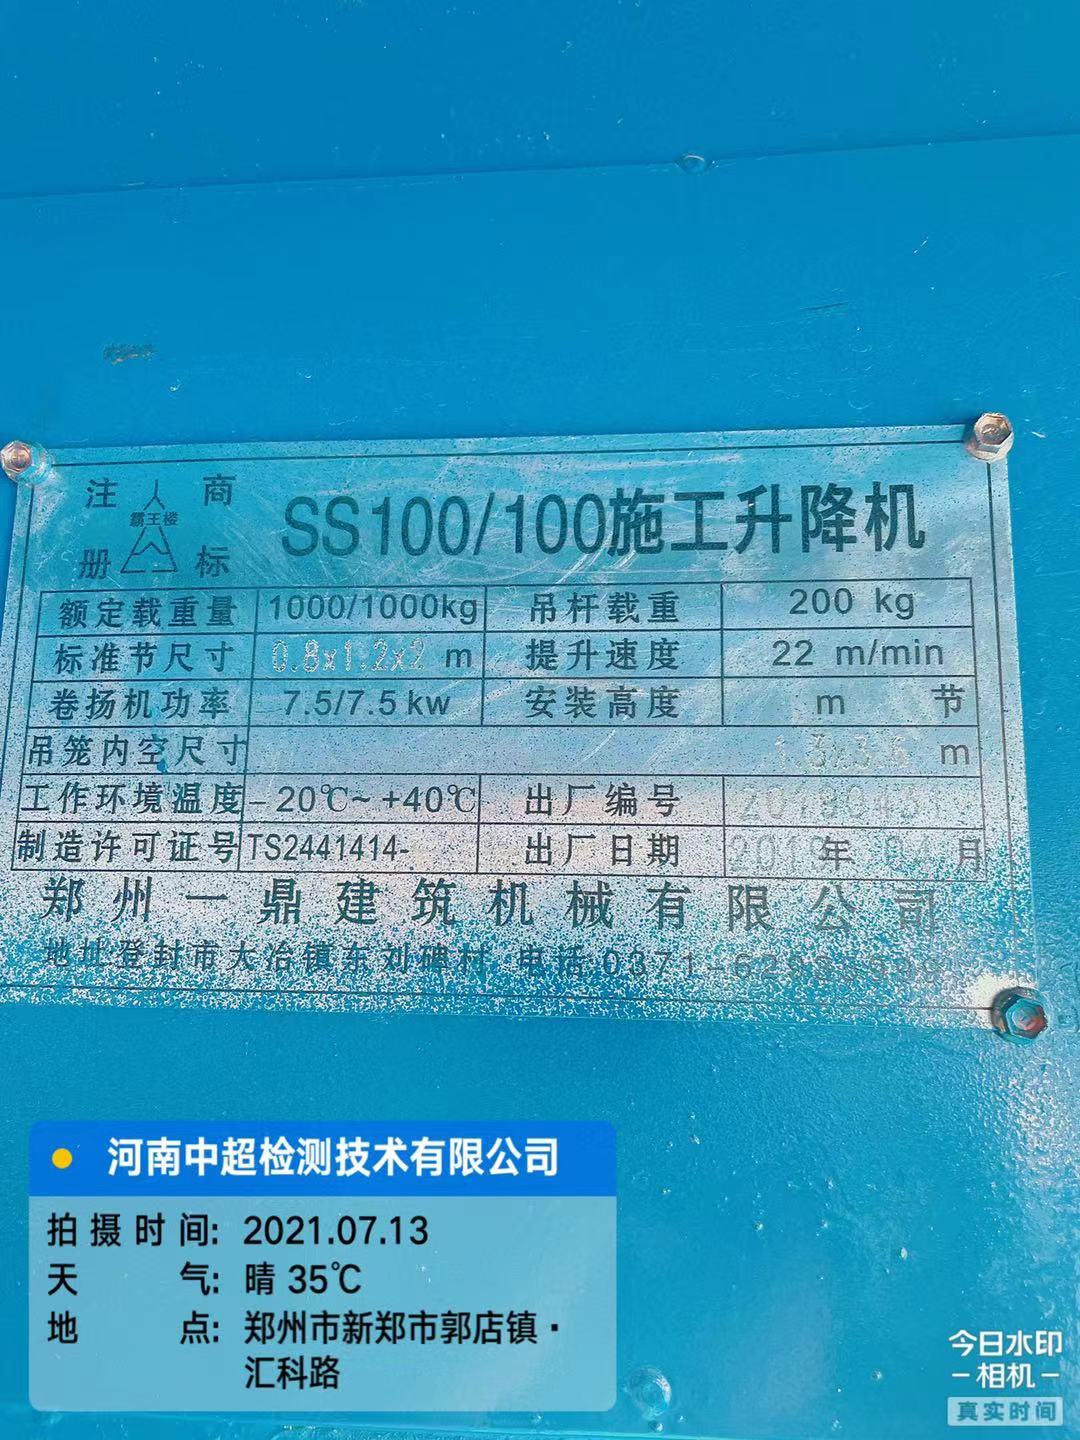 注 商
霸王楼
册 标
SS100/100施工升降机
额定载重量 1000/1000kg 吊杆载重 200 kg
标准节尺寸 0.8x1.2x2 m 提升速度 22 m/min
卷扬机功率 7.5/7.5kw 安装高度 m 节
吊笼内空尺寸 m
工作环境温度 -20℃~+40℃ 出厂编号
制造许可证号 TS2441414- 出厂日期 年 月
郑州一鼎建筑机械有限公司
地址登封市大冶镇东刘碑村 电话:0371-
河南中超检测技术有限公司
拍摄时间: 2021.07.13
天气: 晴 35℃
地点: 郑州市新郑市郭店镇·
汇科路
今日水印
-相机-
真实时间